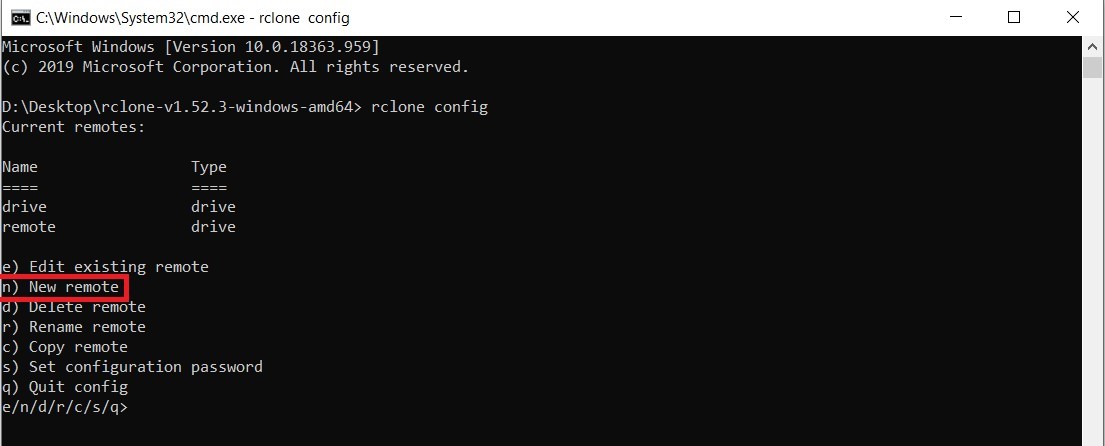 C:\Windows\System32\cmd.exe - rclone  config
Microsoft Windows [Version 10.0.18363.959]
(c) 2019 Microsoft Corporation. All rights reserved.
D:\Desktop\rclone-v1.52.3-windows-amd64> rclone config
Current remotes:
Name                 Type
====                 ====
drive                drive
remote               drive
e) Edit existing remote
n) New remote
d) Delete remote
r) Rename remote
c) Copy remote
s) Set configuration password
q) Quit config
e/n/d/r/c/s/q>